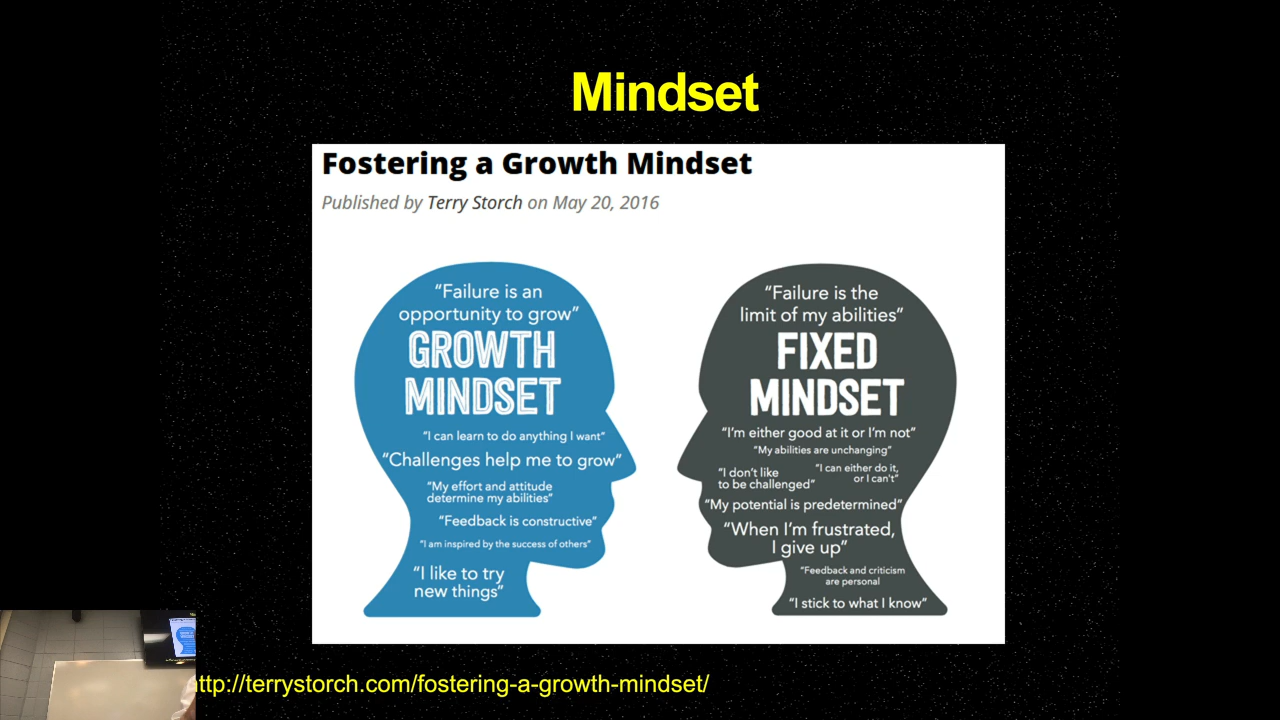 Mindset
Fostering a Growth Mindset
Published by Terry Storch on May 20, 2016
“Failure is an
opportunity to grow”
GROWTH
MINDSET
“I can learn to do anything I want”
“Challenges help me to grow”
“My effort and attitude
determine my abilities”
“Feedback is constructive”
“I am inspired by the success of others”
“I like to try
new things”
“Failure is the
limit of my abilities”
FIXED
MINDSET
“I’m either good at it or I’m not”
“My abilities are unchanging”
“I don’t like
to be challenged”
“I can either do it,
or I can’t”
“My potential is predetermined”
“When I’m frustrated,
I give up”
“Feedback and criticism
are personal
“I stick to what I know”
ttp://terrystorch.com/fostering-a-growth-mindset/